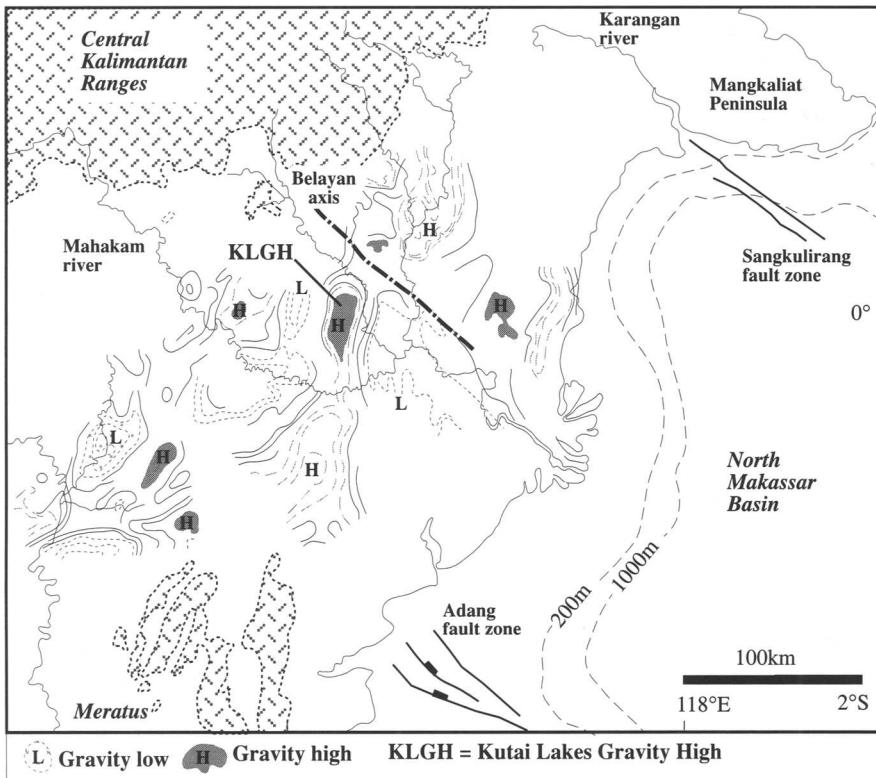 Central
Kalimantan
Ranges
Karangan
river
Mangkaliat
Peninsula
Belayan
axis
H
Mahakam
river
KLGH
Sangkulirang
fault zone
L
H
H
H
0°
L
L
H
H
North
Makassar
Basin
H
200m
1000m
Adang
fault zone
100km
Meratus
118°E
2°S
L Gravity low H Gravity high KLGH = Kutai Lakes Gravity High